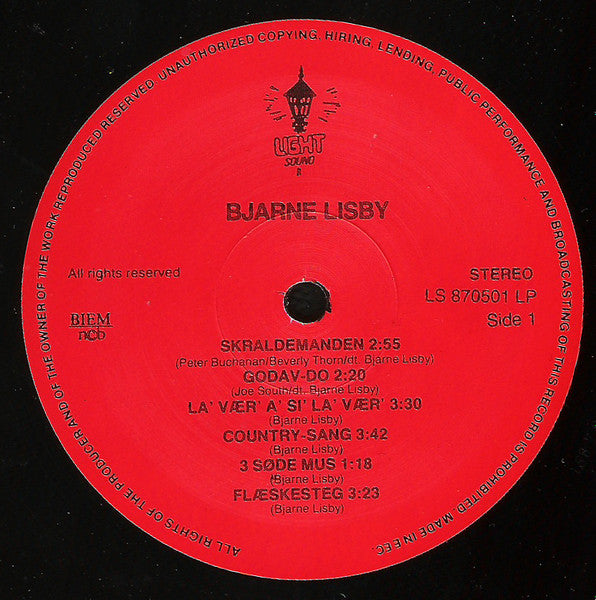 ALL RIGHTS OF THE PRODUCER AND OF THE OWNER OF THE WORK REPRODUCED RESERVED. UNAUTHORIZED COPYING, HIRING, LENDING, PUBLIC PERFORMANCE AND BROADCASTING OF THIS RECORD IS PROHIBITED. MADE IN EEC.
LIGHT
SOUND
R
BJARNE LISBY
All rights reserved
STEREO
LS 870501 LP
BIEM
ncb
Side 1
SKRALDEMANDEN 2:55
(Peter Buchanan/Beverly Thorn/dt. Bjarne Lisby)
GODAV-DO 2:20
(Joe South/dt. Bjarne Lisby)
LA' VÆR' A' SI' LA' VÆR' 3:30
(Bjarne Lisby)
COUNTRY-SANG 3:42
(Bjarne Lisby)
3 SØDE MUS 1:18
(Bjarne Lisby)
FLÆSKESTEG 3:23
(Bjarne Lisby)